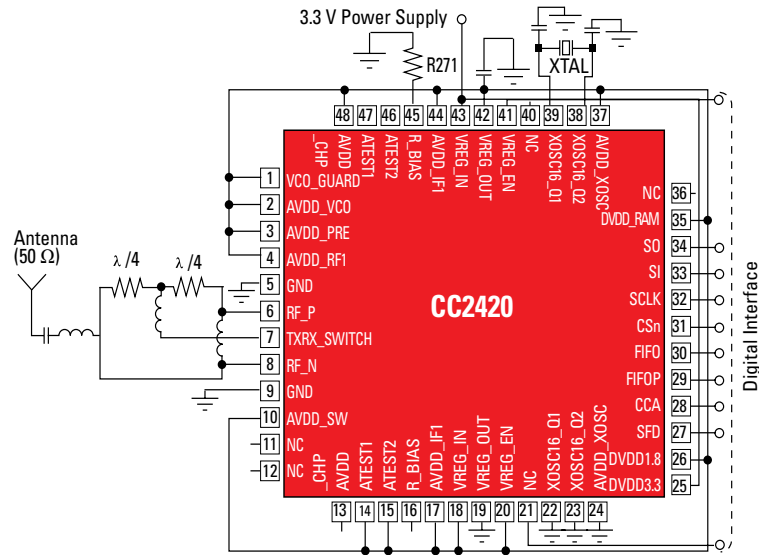 3.3 V Power Supply
R271
XTAL
48 47 46 45 44 43 42 41 40 39 38 37
_CHP
AVDD
ATEST1
ATEST2
R_BIAS
AVDD_IF1
VREG_IN
VREG_OUT
VREG_EN
NC
XOSC16_Q1
XOSC16_Q2
AVDD_XOSC
1 VCO_GUARD
2 AVDD_VCO
3 AVDD_PRE
4 AVDD_RF1
5 GND
6 RF_P
7 TXRX_SWITCH
8 RF_N
9 GND
10 AVDD_SW
11 NC
12 NC
Antenna
(50 Ω)
λ/4
λ/4
CC2420
NC 36
DVDD_RAM 35
SO 34
SI 33
SCLK 32
CSn 31
FIFO 30
FIFOP 29
CCA 28
SFD 27
DVDD1.8 26
DVDD3.3 25
Digital Interface
_CHP
AVDD
ATEST1
ATEST2
R_BIAS
AVDD_IF1
VREG_IN
VREG_OUT
VREG_EN
NC
XOSC16_Q1
XOSC16_Q2
AVDD_XOSC
13 14 15 16 17 18 19 20 21 22 23 24